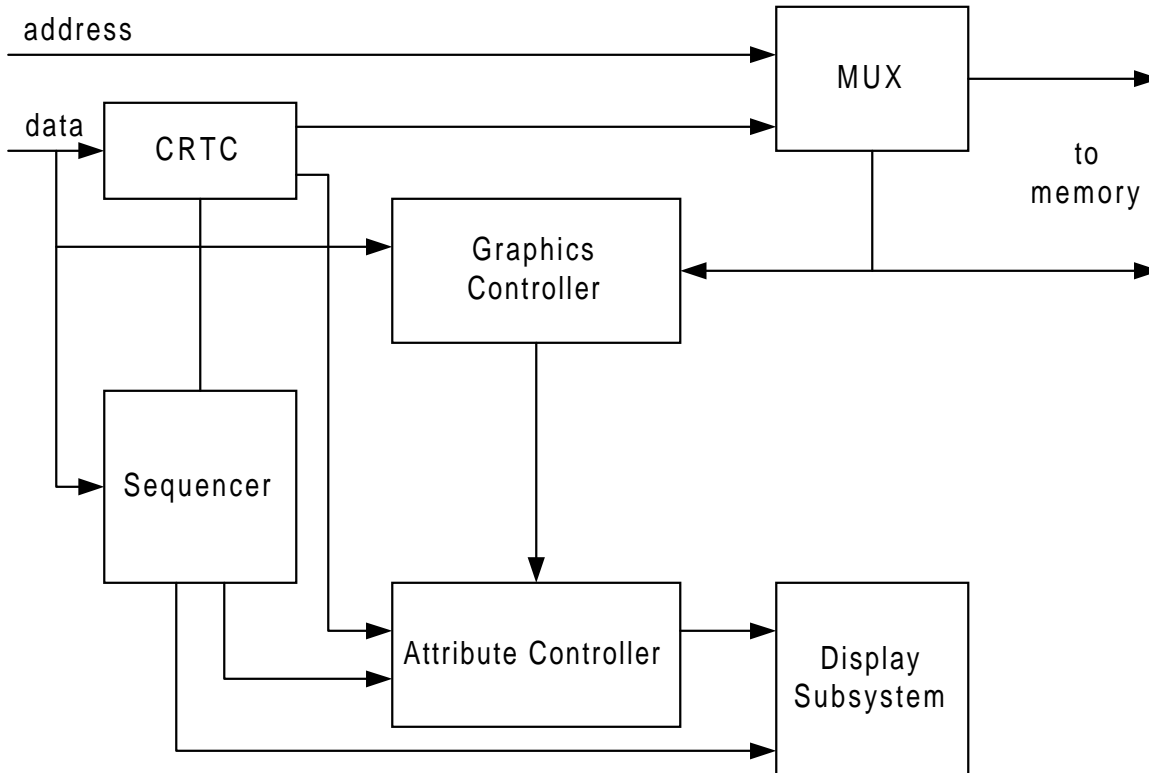 address
MUX
data
CRTC
to
memory
Graphics
Controller
Sequencer
Attribute Controller
Display
Subsystem